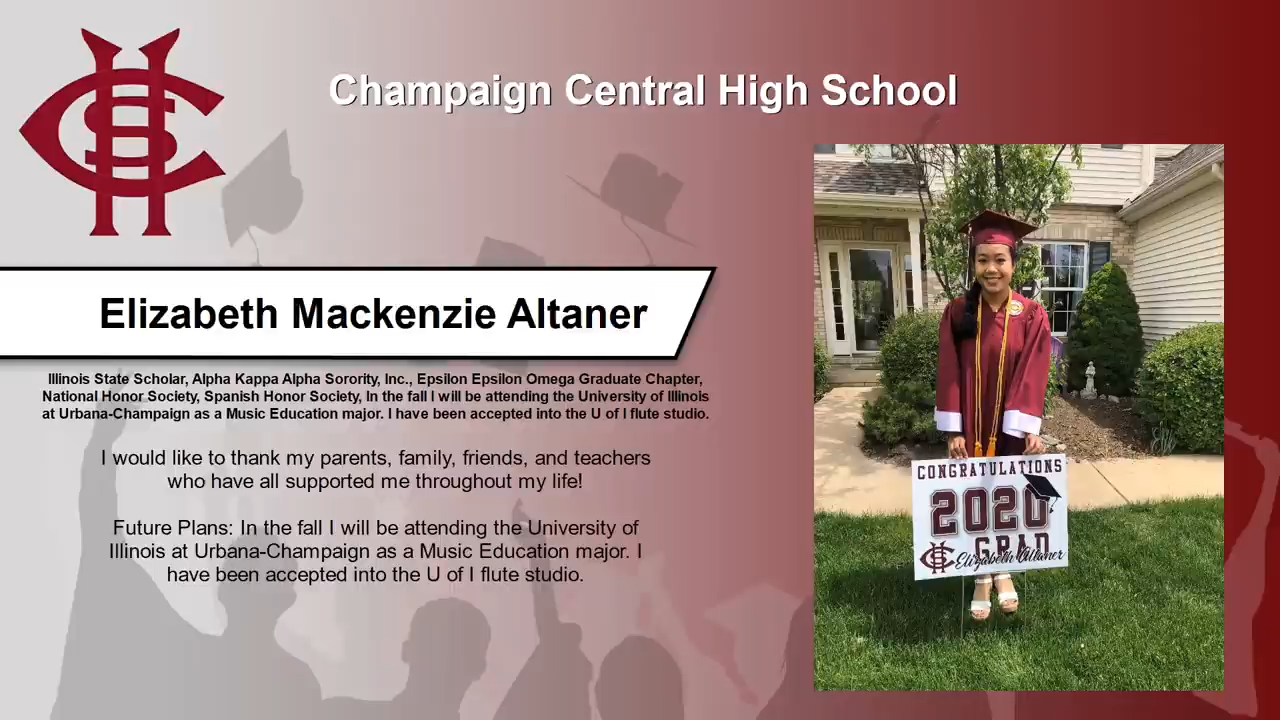 Champaign Central High School
Elizabeth Mackenzie Altaner
Illinois State Scholar, Alpha Kappa Alpha Sorority, Inc., Epsilon Epsilon Omega Graduate Chapter,
National Honor Society, Spanish Honor Society, In the fall I will be attending the University of Illinois
at Urbana-Champaign as a Music Education major. I have been accepted into the U of I flute studio.
I would like to thank my parents, family, friends, and teachers
who have all supported me throughout my life!
Future Plans: In the fall I will be attending the University of
Illinois at Urbana-Champaign as a Music Education major. I
have been accepted into the U of I flute studio.
CONGRATULATIONS
2020
GRAD
Elizabeth Altaner